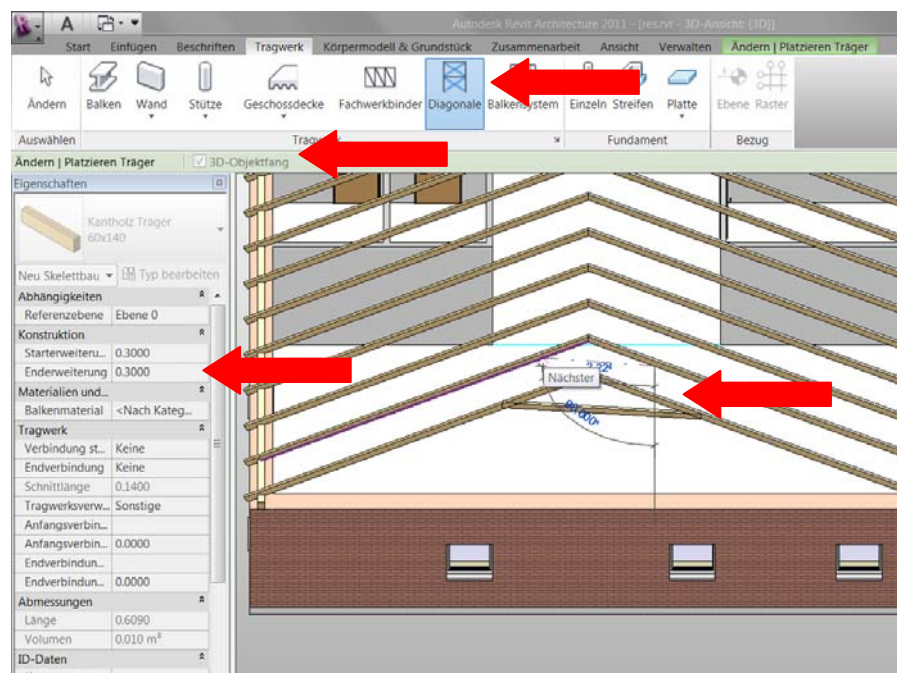 Autodesk Revit Architecture 2011 - [res.rvt - 3D-Ansicht: {3D}]
Start Einfügen Beschriften Tragwerk Körpermodell & Grundstück Zusammenarbeit Ansicht Verwalten Ändern | Platzieren Träger
Ändern Balken Wand Stütze Geschossdecke Fachwerkbinder Diagonale Balkensystem Einzeln Streifen Platte Ebene Raster
Auswählen Fundament Bezug
Ändern | Platzieren Träger 3D-Objektfang
Eigenschaften
Kantholz Träger
60x140
Neu Skelettbau Typ bearbeiten
Abhängigkeiten
Referenzebene Ebene 0
Konstruktion
Starterweiteru... 0.3000
Enderweiterung 0.3000
Materialien und...
Balkenmaterial <Nach Kateg...
Tragwerk
Verbindung st... Keine
Endverbindung Keine
Schnittlänge 0.1400
Tragwerksverw... Sonstige
Anfangsverbin...
Anfangsverbin... 0.0000
Endverbindun...
Endverbindun... 0.0000
Abmessungen
Länge 0.6090
Volumen 0.010 m³
ID-Daten
Nächster